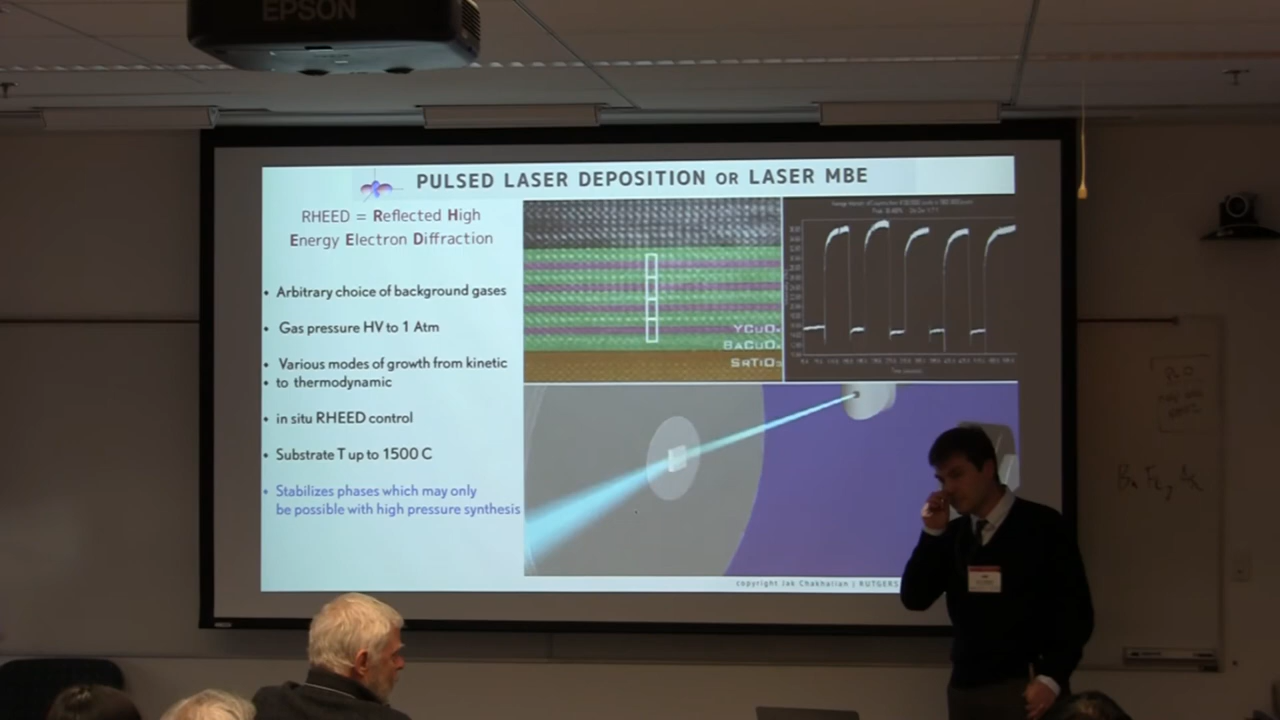 EPSON
PULSED LASER DEPOSITION OR LASER MBE
RHEED = Reflected High
Energy Electron Diffraction
• Arbitrary choice of background gases
• Gas pressure HV to 1 Atm
• Various modes of growth from kinetic
• to thermodynamic
• in situ RHEED control
• Substrate T up to 1500 C
• Stabilizes phases which may only
be possible with high pressure synthesis
YCUO
BACUO
SRTIO
copyright Jak Chakhalian | RUTGERS